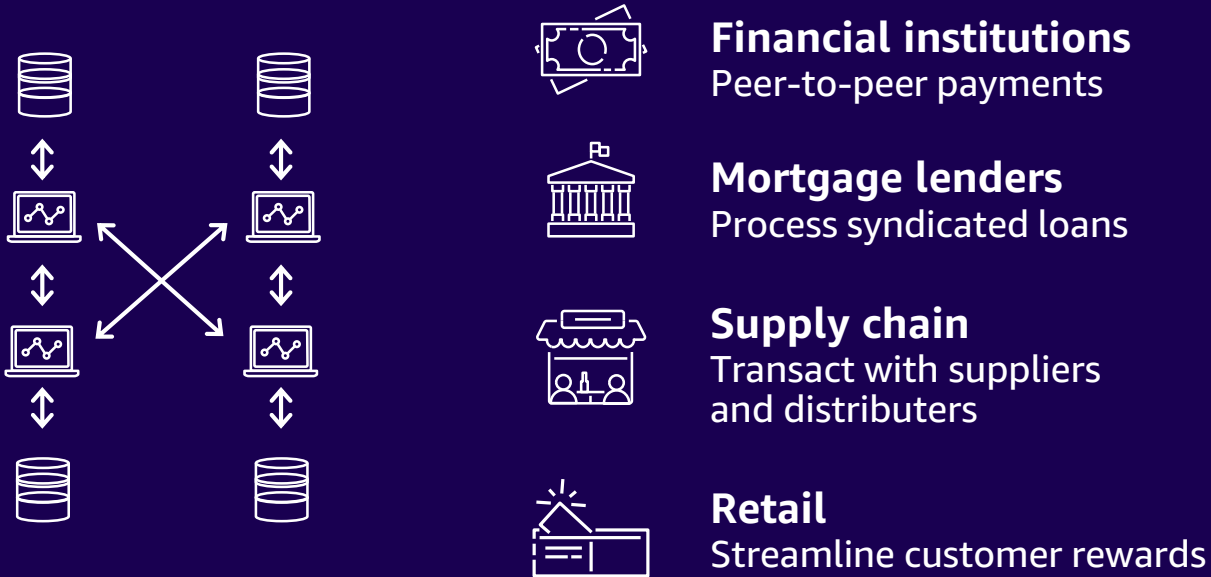 Financial institutions
Peer-to-peer payments
Mortgage lenders
Process syndicated loans
Supply chain
Transact with suppliers
and distributers
Retail
Streamline customer rewards